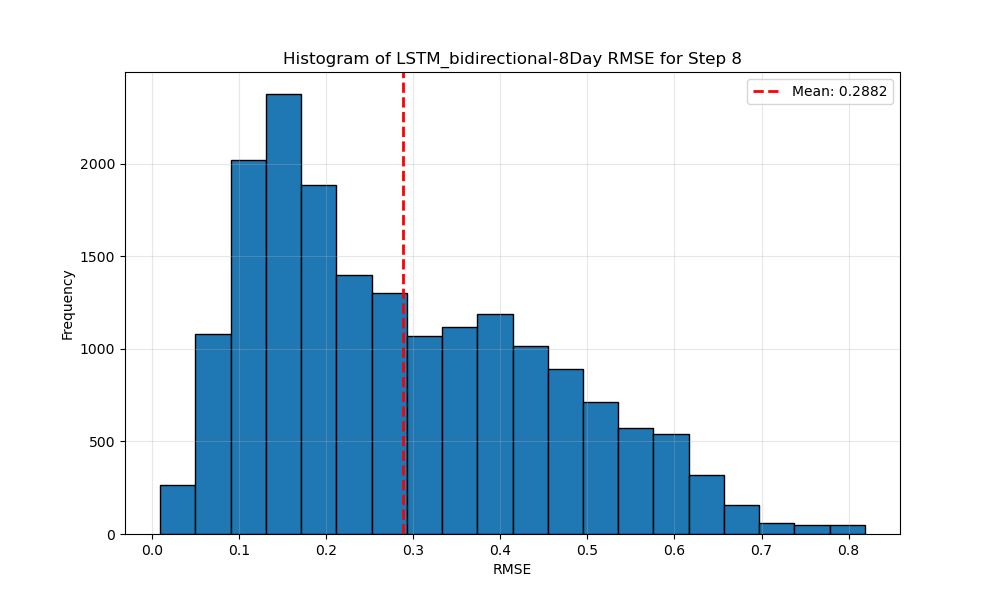 Histogram of LSTM_bidirectional-8Day RMSE for Step 8
Mean: 0.2882
Frequency
2000
1500
1000
500
0
0.0 0.1 0.2 0.3 0.4 0.5 0.6 0.7 0.8
RMSE